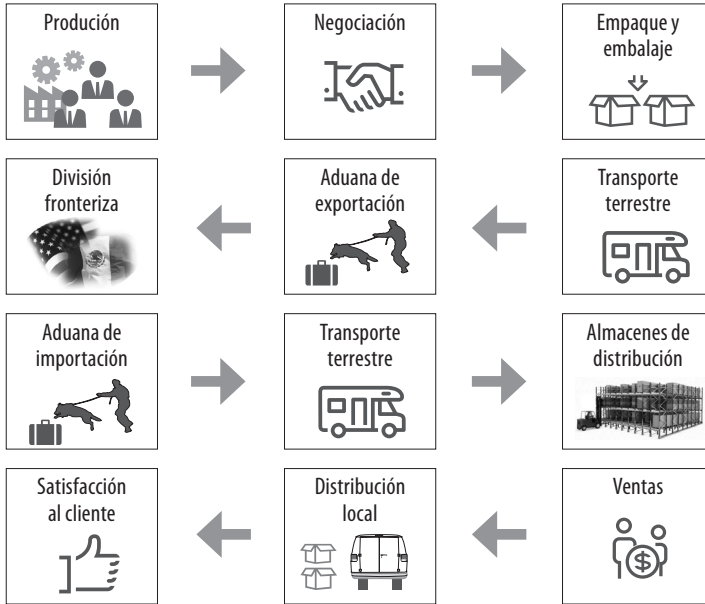 Produción
Negociación
Empaque y
embalaje
División
fronteriza
Aduana de
exportación
Transporte
terrestre
Aduana de
importación
Transporte
terrestre
Almacenes de
distribución
Satisfacción
al cliente
Distribución
local
Ventas
$